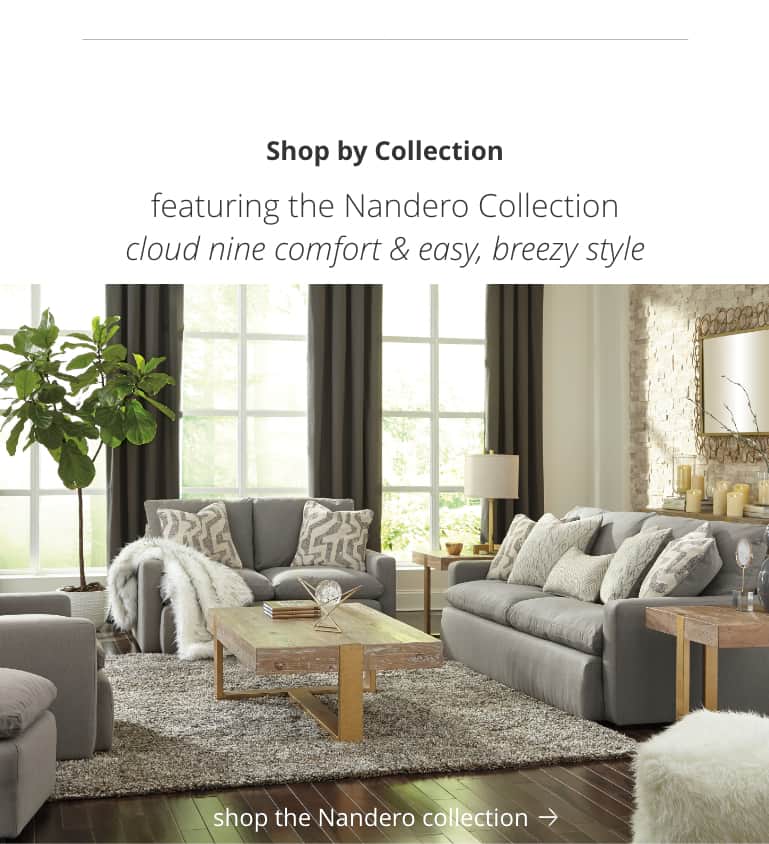 Shop by Collection
featuring the Nandero Collection
cloud nine comfort & easy, breezy style
shop the Nandero collection →